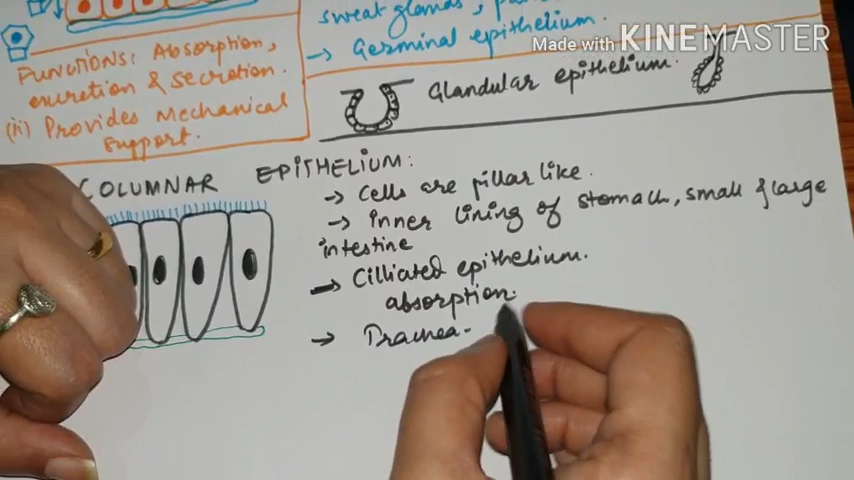 sweat glands,
→ Germinal epithelium.
Made with KINEMASTER
FUNCTIONS: Absorption,
excretion & secretion.
(ii) Provides Mechanical
support.
Glandular epithelium.
COLUMNAR EPITHELIUM:
→ Cells are pillar like.
→ inner lining of stomach, small & large
intestine
→ Cilliated epithelium.
absorption.
→ Trachea.